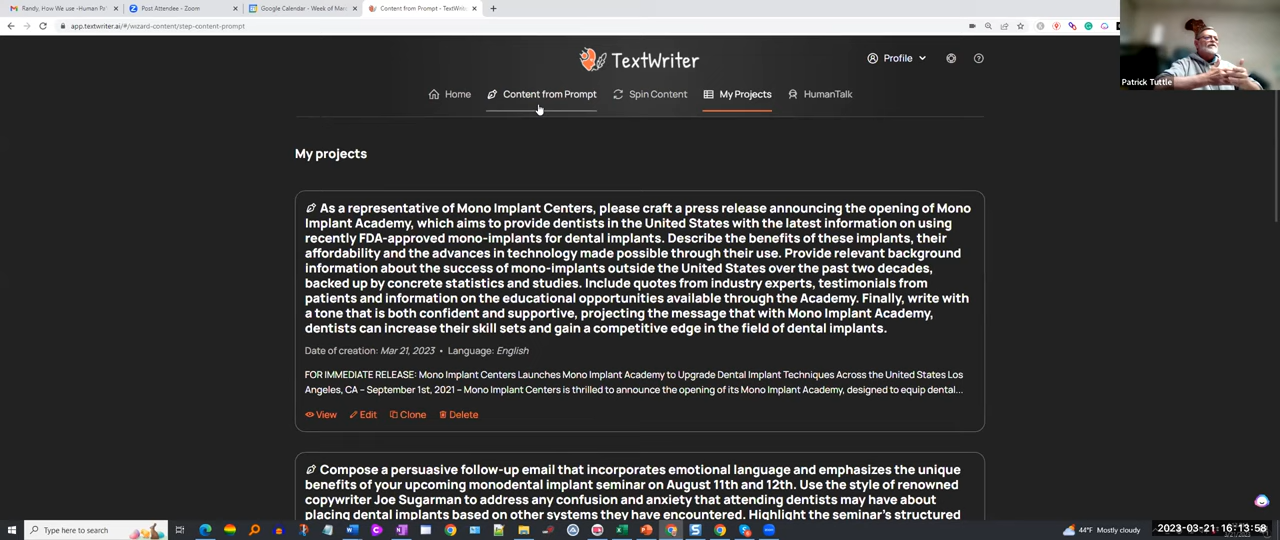 Randy, How We use -Human Pat
Post Attendee - Zoom
Google Calendar - Week of Mar
Content from Prompt - TextWrite
app.textwriter.ai/#/wizard-content/step-content-prompt
Patrick Tuttle
TextWriter
Profile
Home
Content from Prompt
Spin Content
My Projects
HumanTalk
My projects
As a representative of Mono Implant Centers, please craft a press release announcing the opening of Mono
Implant Academy, which aims to provide dentists in the United States with the latest information on using
recently FDA-approved mono-implants for dental implants. Describe the benefits of these implants, their
affordability and the advances in technology made possible through their use. Provide relevant background
information about the success of mono-implants outside the United States over the past two decades,
backed up by concrete statistics and studies. Include quotes from industry experts, testimonials from
patients and information on the educational opportunities available through the Academy. Finally, write with
a tone that is both confident and supportive, projecting the message that with Mono Implant Academy,
dentists can increase their skill sets and gain a competitive edge in the field of dental implants.
Date of creation: Mar 21, 2023 • Language: English
FOR IMMEDIATE RELEASE: Mono Implant Centers Launches Mono Implant Academy to Upgrade Dental Implant Techniques Across the United States Los
Angeles, CA – September 1st, 2021 – Mono Implant Centers is thrilled to announce the opening of its Mono Implant Academy, designed to equip dental...
View
Edit
Clone
Delete
Compose a persuasive follow-up email that incorporates emotional language and emphasizes the unique
benefits of your upcoming monodental implant seminar on August 11th and 12th. Use the style of renowned
copywriter Joe Sugarman to address any confusion and anxiety that attending dentists may have about
placing dental implants based on other systems they have encountered. Highlight the seminar's structured
Type here to search
44°F Mostly cloudy
2023-03-21 16:13:58